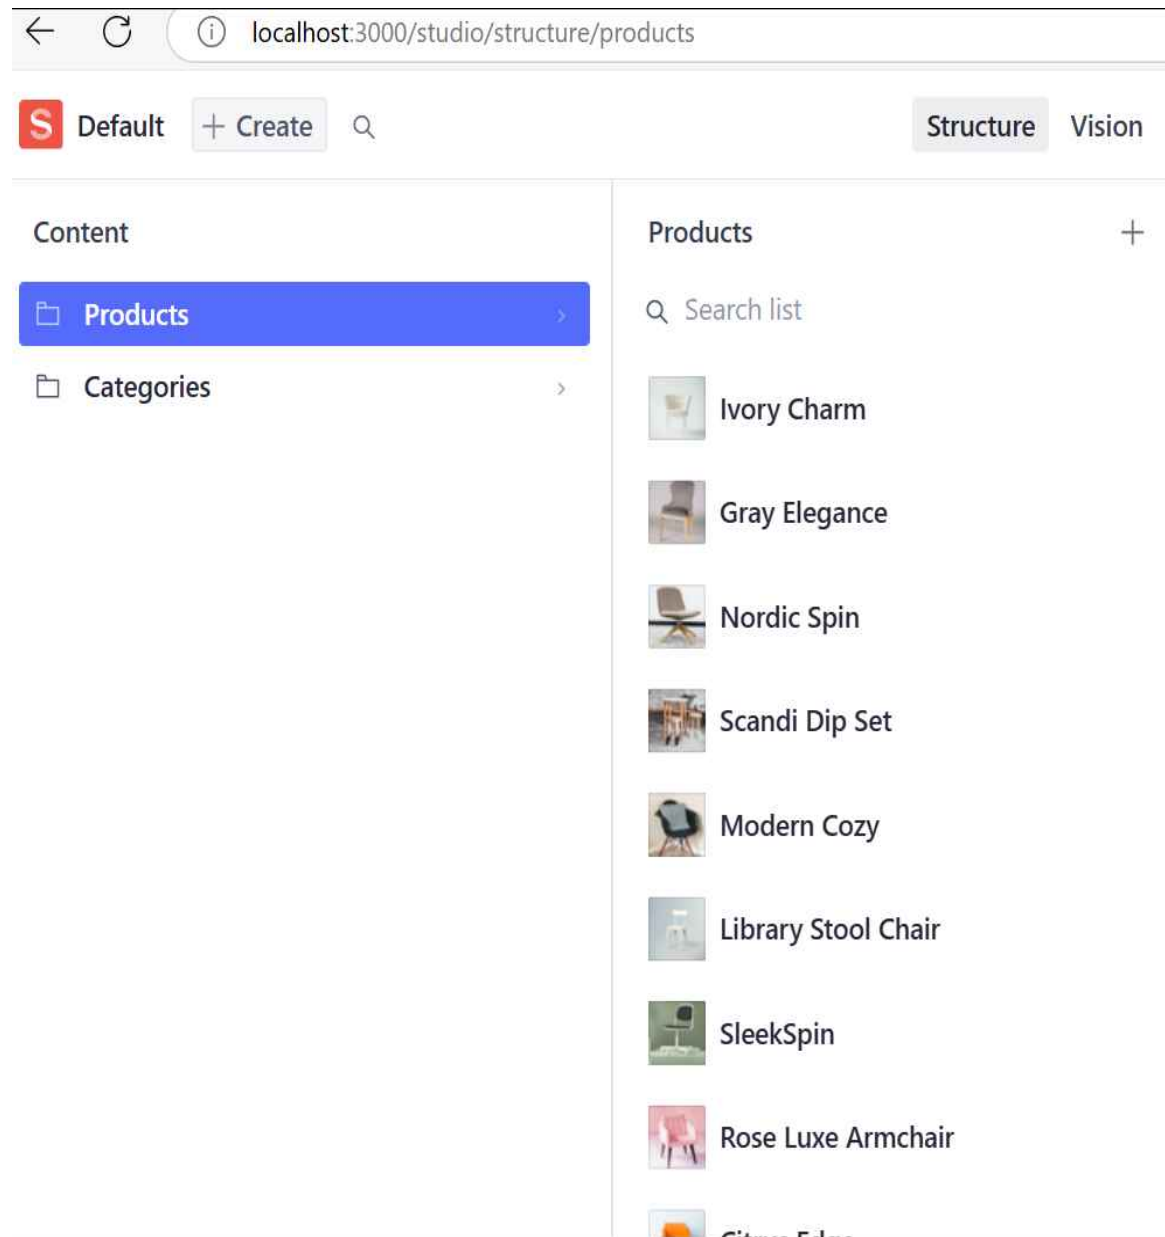 localhost:3000/studio/structure/products
S Default + Create Structure Vision
Content
Products
Categories
Products
Search list
Ivory Charm
Gray Elegance
Nordic Spin
Scandi Dip Set
Modern Cozy
Library Stool Chair
SleekSpin
Rose Luxe Armchair